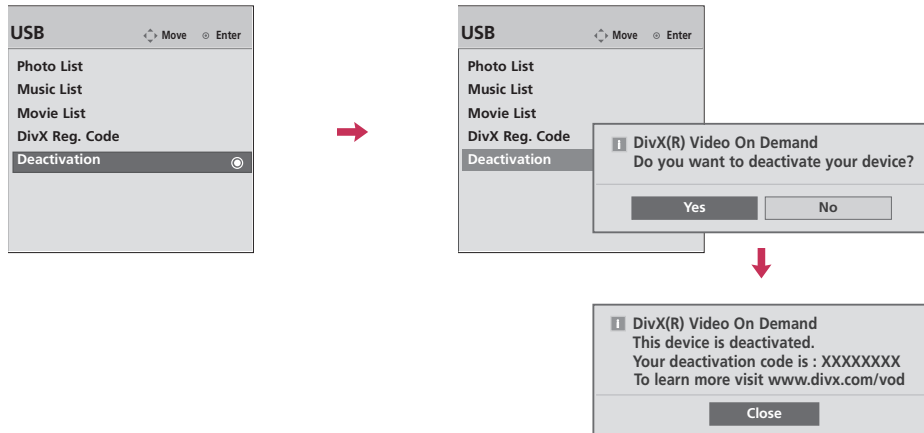 USB Move Enter
Photo List
Music List
Movie List
DivX Reg. Code
Deactivation
USB Move Enter
Photo List
Music List
Movie List
DivX Reg. Code
Deactivation
i DivX(R) Video On Demand
Do you want to deactivate your device?
Yes No
i DivX(R) Video On Demand
This device is deactivated.
Your deactivation code is : XXXXXXXX
To learn more visit www.divx.com/vod
Close